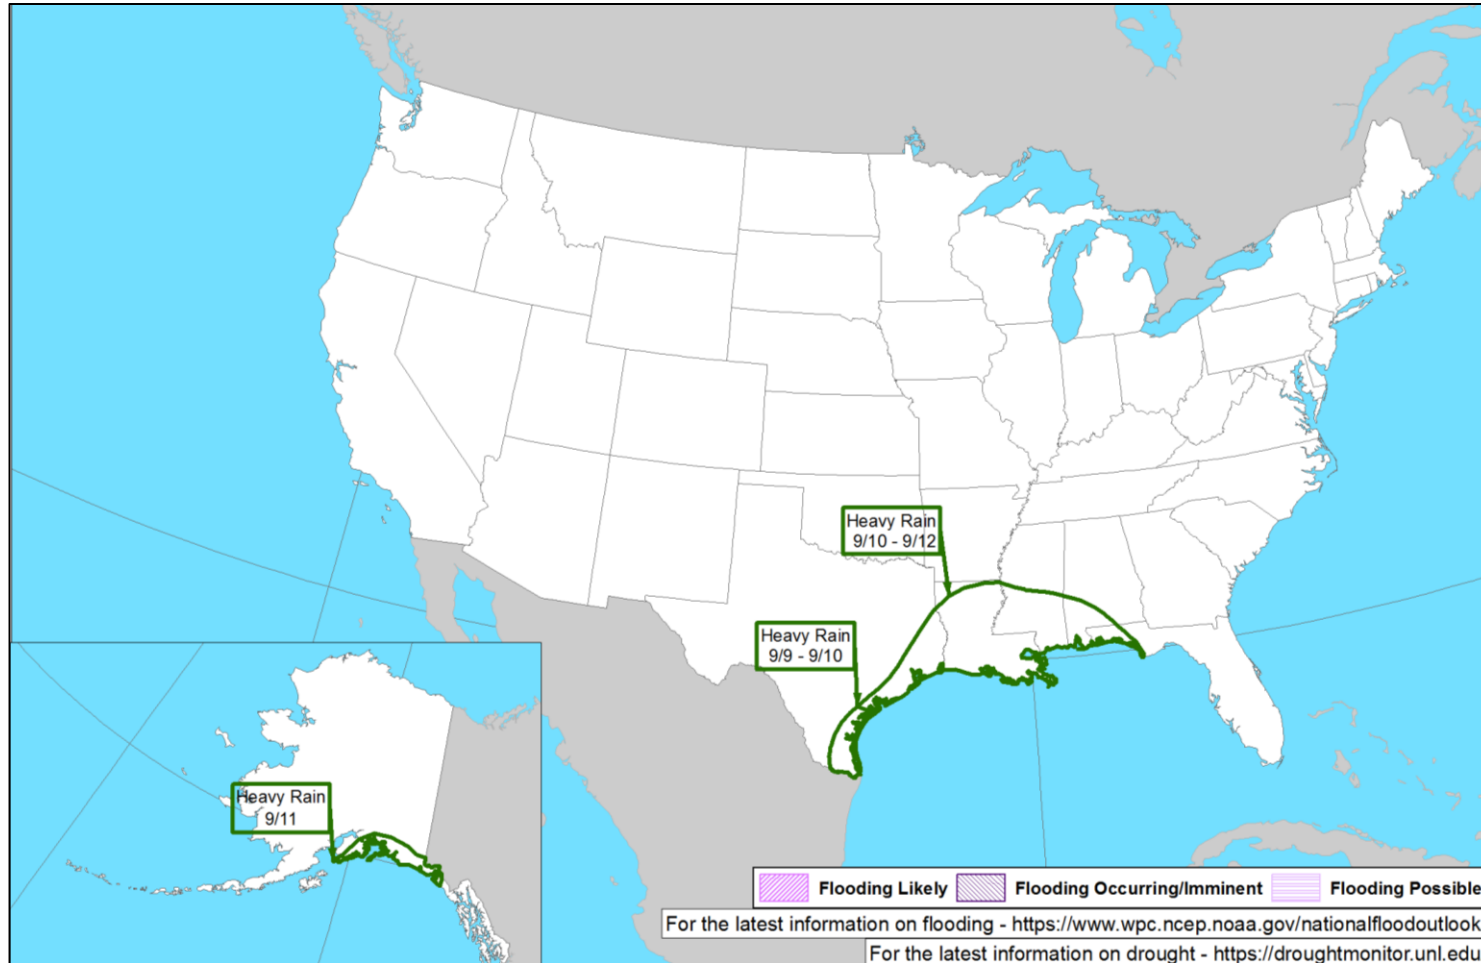 Heavy Rain
9/10 - 9/12
Heavy Rain
9/9 - 9/10
Heavy Rain
9/11
Flooding Likely
Flooding Occurring/Imminent
Flooding Possible
For the latest information on flooding - https://www.wpc.ncep.noaa.gov/nationalfloodoutlook
For the latest information on drought - https://droughtmonitor.unl.edu